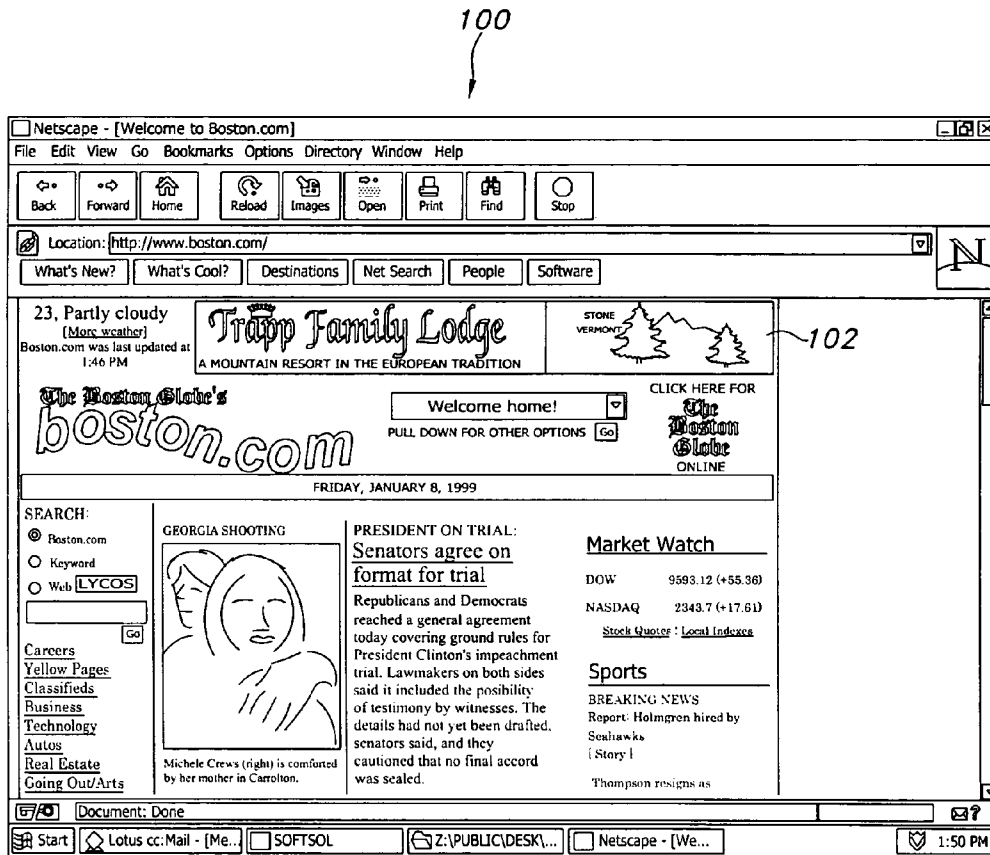 100
Netscape - [Welcome to Boston.com]
File Edit View Go Bookmarks Options Directory Window Help
Back Forward Home Reload Images Open Print Find Stop
Location: http://www.boston.com/
N
What's New? What's Cool? Destinations Net Search People Software
23, Partly cloudy
[More weather]
Boston.com was last updated at
1:46 PM
Trapp Family Lodge
A MOUNTAIN RESORT IN THE EUROPEAN TRADITION
STONE
VERMONT
102
The Boston Globe's
boston.com
Welcome home!
PULL DOWN FOR OTHER OPTIONS Go
CLICK HERE FOR
The
Boston
Globe
ONLINE
FRIDAY, JANUARY 8, 1999
SEARCH:
Boston.com
Keyword
Web LYCOS
Go
Careers
Yellow Pages
Classifieds
Business
Technology
Autos
Real Estate
Going Out/Arts
GEORGIA SHOOTING
Michele Crews (right) is comforted
by her mother in Carrolton.
PRESIDENT ON TRIAL:
Senators agree on
format for trial
Republicans and Democrats
reached a general agreement
today covering ground rules for
President Clinton's impeachment
trial. Lawmakers on both sides
said it included the posibility
of testimony by witnesses. The
details had not yet been drafted,
senators said, and they
cautioned that no final accord
was sealed.
Market Watch
DOW 9593.12 (+55.36)
NASDAQ 2343.7 (+17.61)
Stock Quotes : Local Indexes
Sports
BREAKING NEWS
Report: Holmgren hired by
Seahawks
[ Story ]
Thompson resigns as
Document: Done
?
Start Lotus cc:Mail - [Me... SOFTSOL Z:\PUBLIC\DESK\... Netscape - [We... 1:50 PM